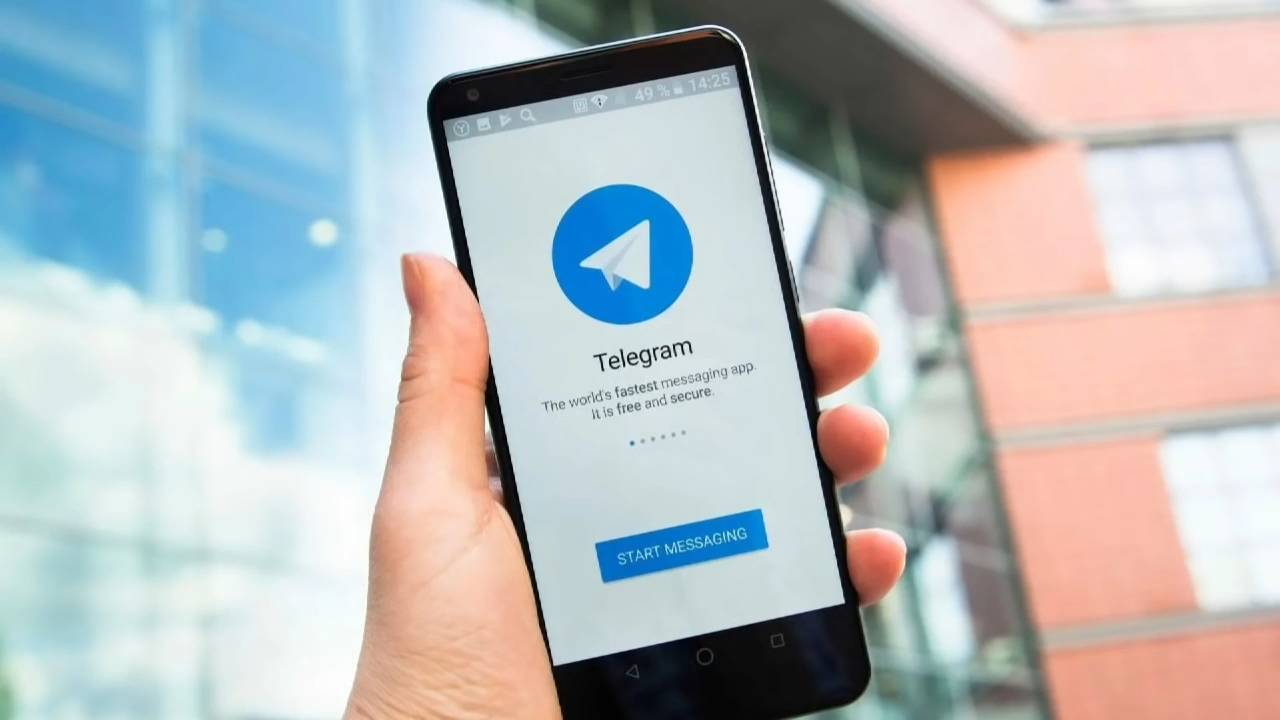 49 % 14:25
Telegram
The world's fastest messaging app.
It is free and secure.
START MESSAGING